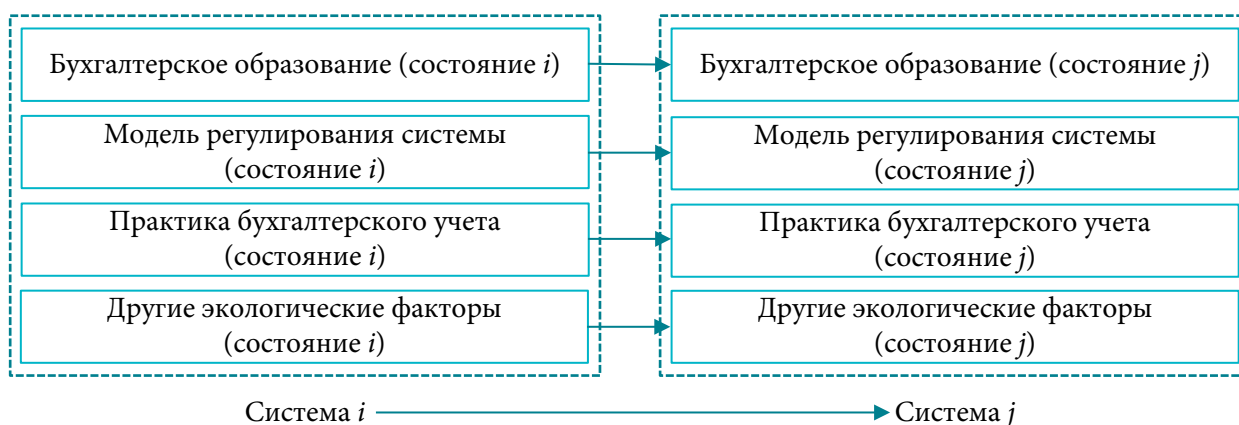 Бухгалтерское образование (состояние i)
Бухгалтерское образование (состояние j)
Модель регулирования системы
(состояние i)
Модель регулирования системы
(состояние j)
Практика бухгалтерского учета
(состояние i)
Практика бухгалтерского учета
(состояние j)
Другие экологические факторы
(состояние i)
Другие экологические факторы
(состояние j)
Система i
Система j